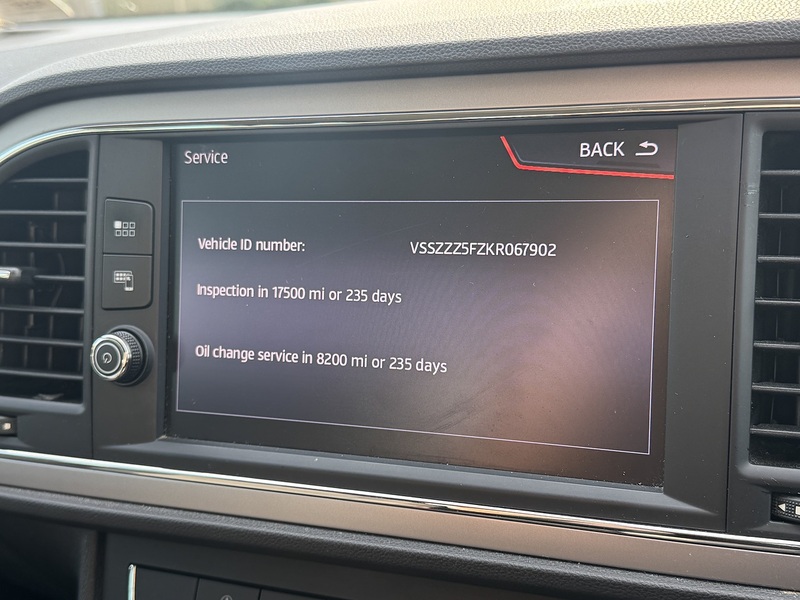 Service
BACK
Vehicle ID number: VSSZZZ5FZKR067902
Inspection in 17500 mi or 235 days
Oil change service in 8200 mi or 235 days